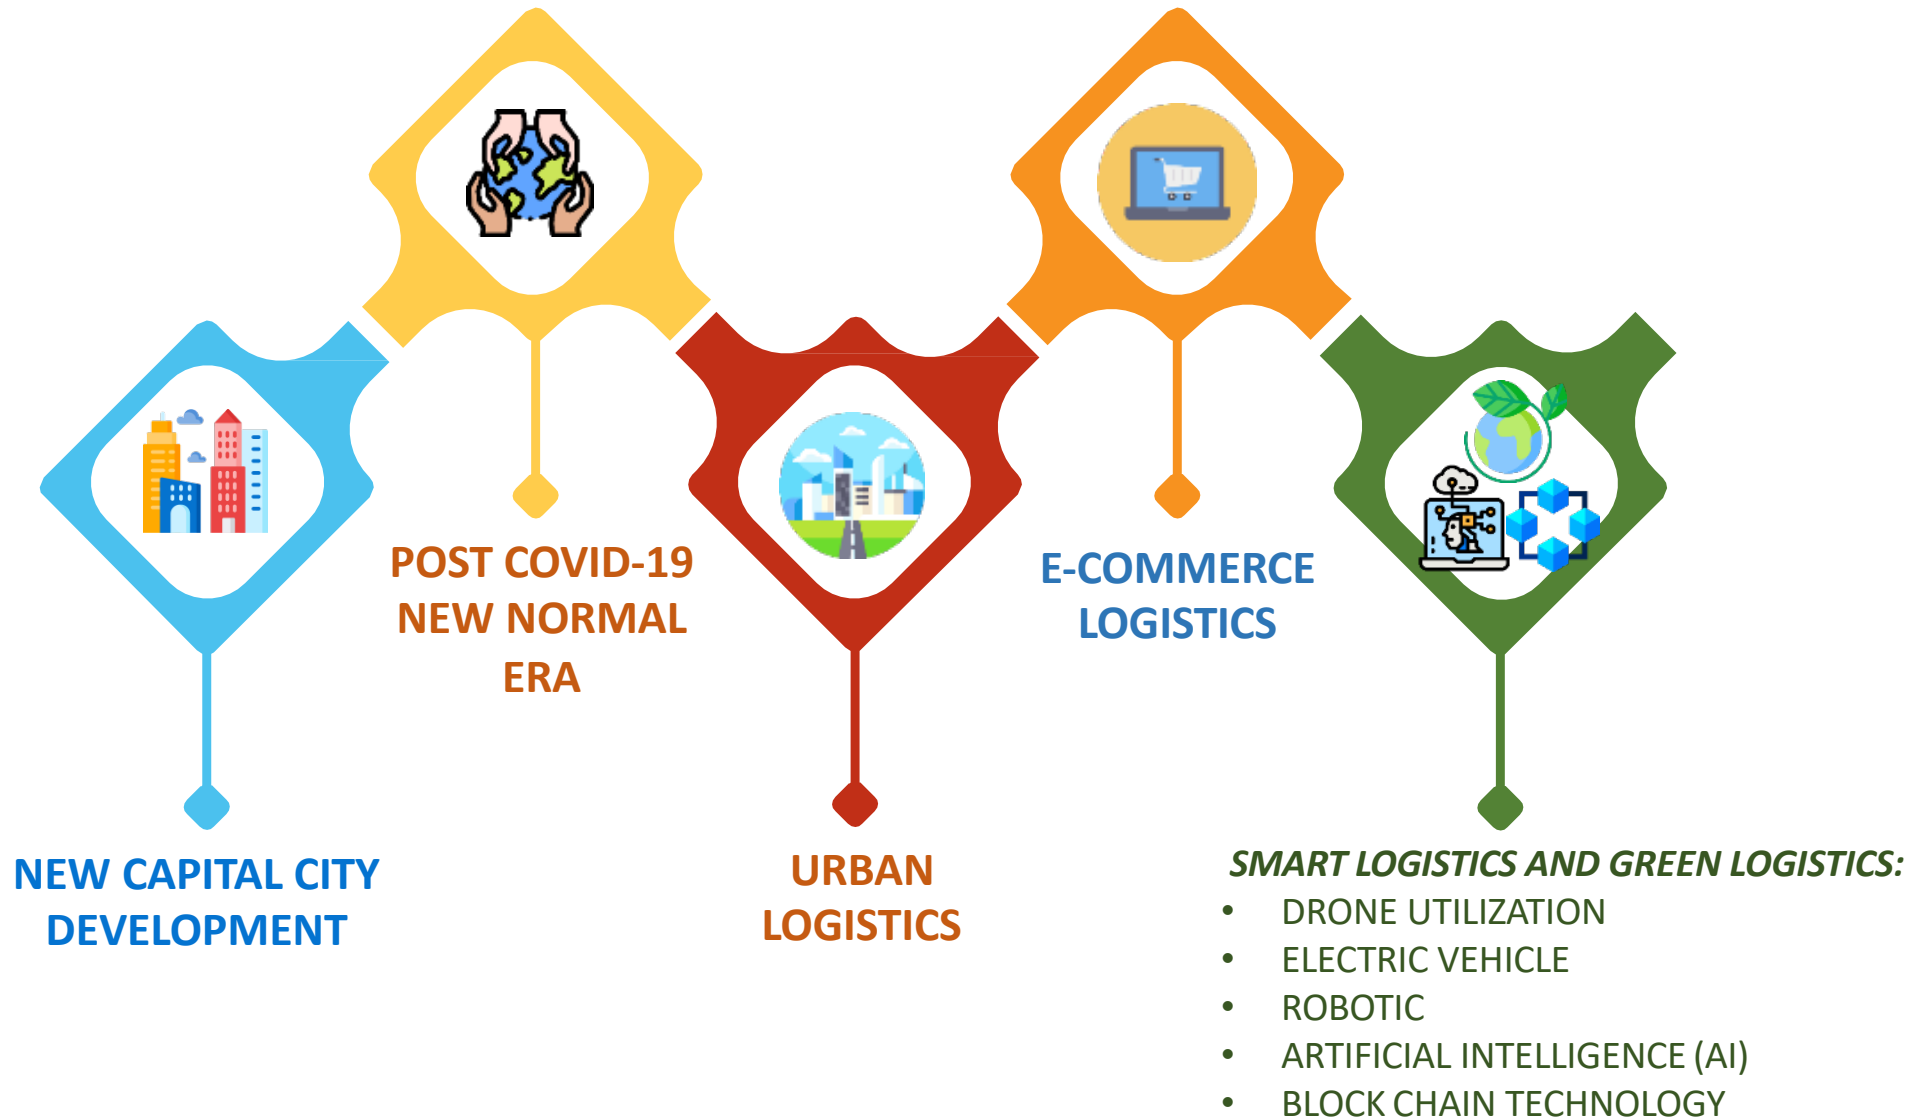 NEW CAPITAL CITY
DEVELOPMENT
POST COVID-19
NEW NORMAL
ERA
URBAN
LOGISTICS
E-COMMERCE
LOGISTICS
SMART LOGISTICS AND GREEN LOGISTICS:
• DRONE UTILIZATION
• ELECTRIC VEHICLE
• ROBOTIC
• ARTIFICIAL INTELLIGENCE (AI)
• BLOCK CHAIN TECHNOLOGY